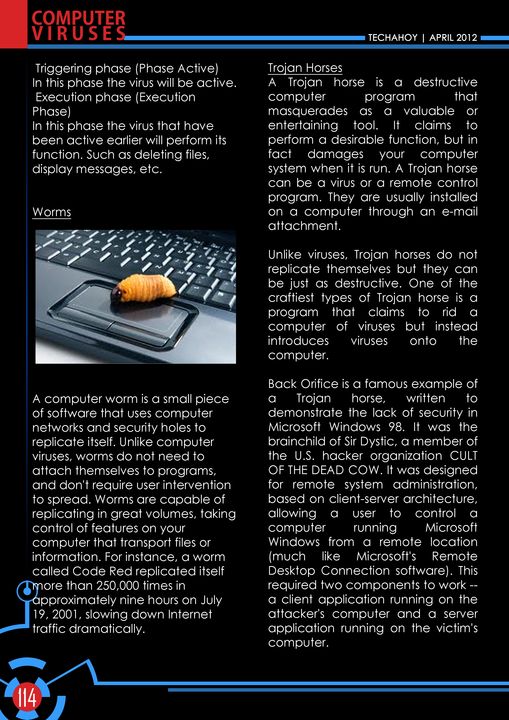 COMPUTER
VIRUSES
TECHAHOY | APRIL 2012
Triggering phase (Phase Active)
In this phase the virus will be active.
Execution phase (Execution
Phase)
In this phase the virus that have
been active earlier will perform its
function. Such as deleting files,
display messages, etc.
Worms
A computer worm is a small piece
of software that uses computer
networks and security holes to
replicate itself. Unlike computer
viruses, worms do not need to
attach themselves to programs,
and don't require user intervention
to spread. Worms are capable of
replicating in great volumes, taking
control of features on your
computer that transport files or
information. For instance, a worm
called Code Red replicated itself
more than 250,000 times in
approximately nine hours on July
19, 2001, slowing down Internet
traffic dramatically.
Trojan Horses
A Trojan horse is a destructive
computer program that
masquerades as a valuable or
entertaining tool. It claims to
perform a desirable function, but in
fact damages your computer
system when it is run. A Trojan horse
can be a virus or a remote control
program. They are usually installed
on a computer through an e-mail
attachment.
Unlike viruses, Trojan horses do not
replicate themselves but they can
be just as destructive. One of the
craftiest types of Trojan horse is a
program that claims to rid a
computer of viruses but instead
introduces viruses onto the
computer.
Back Orifice is a famous example of
a Trojan horse, written to
demonstrate the lack of security in
Microsoft Windows 98. It was the
brainchild of Sir Dystic, a member of
the U.S. hacker organization CULT
OF THE DEAD COW. It was designed
for remote system administration,
based on client-server architecture,
allowing a user to control a
computer running Microsoft
Windows from a remote location
(much like Microsoft's Remote
Desktop Connection software). This
required two components to work --
a client application running on the
attacker's computer and a server
application running on the victim's
computer.
114